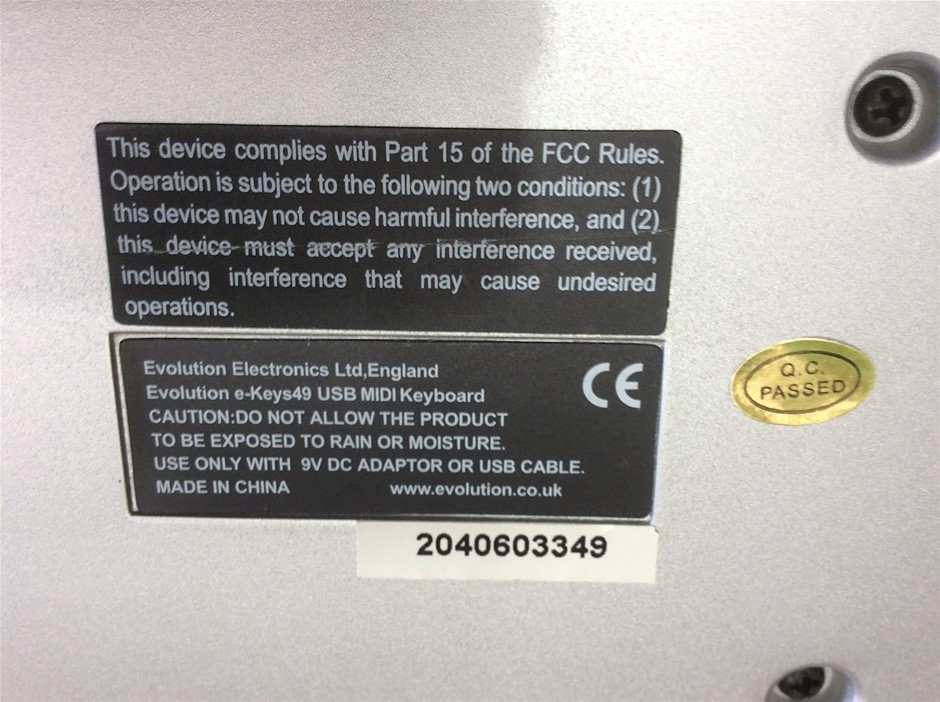 This device complies with Part 15 of the FCC Rules.
Operation is subject to the following two conditions: (1)
this device may not cause harmful interference, and (2)
this device must accept any interference received,
including interference that may cause undesired
operations.
Evolution Electronics Ltd,England
Evolution e-Keys49 USB MIDI Keyboard
CAUTION:DO NOT ALLOW THE PRODUCT
TO BE EXPOSED TO RAIN OR MOISTURE.
USE ONLY WITH 9V DC ADAPTOR OR USB CABLE.
MADE IN CHINA www.evolution.co.uk
CE
Q.C.
PASSED
2040603349